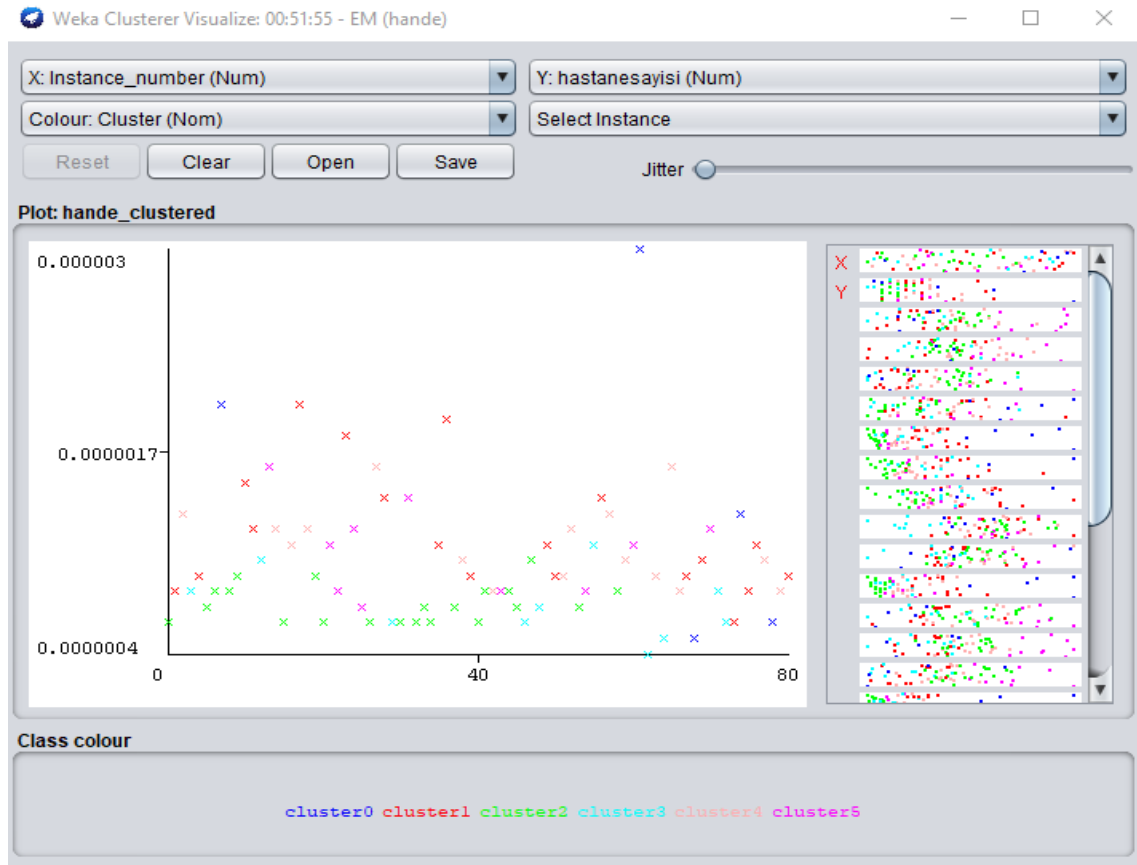 Weka Clusterer Visualize: 00:51:55 - EM (hande)
X: Instance_number (Num) Y: hastanesayisi (Num)
Colour: Cluster (Nom) Select Instance
Reset Clear Open Save Jitter
Plot: hande_clustered
0.000003
X
Y
0.0000017
0.0000004
0 40 80
Class colour
cluster0 cluster1 cluster2 cluster3 cluster4 cluster5